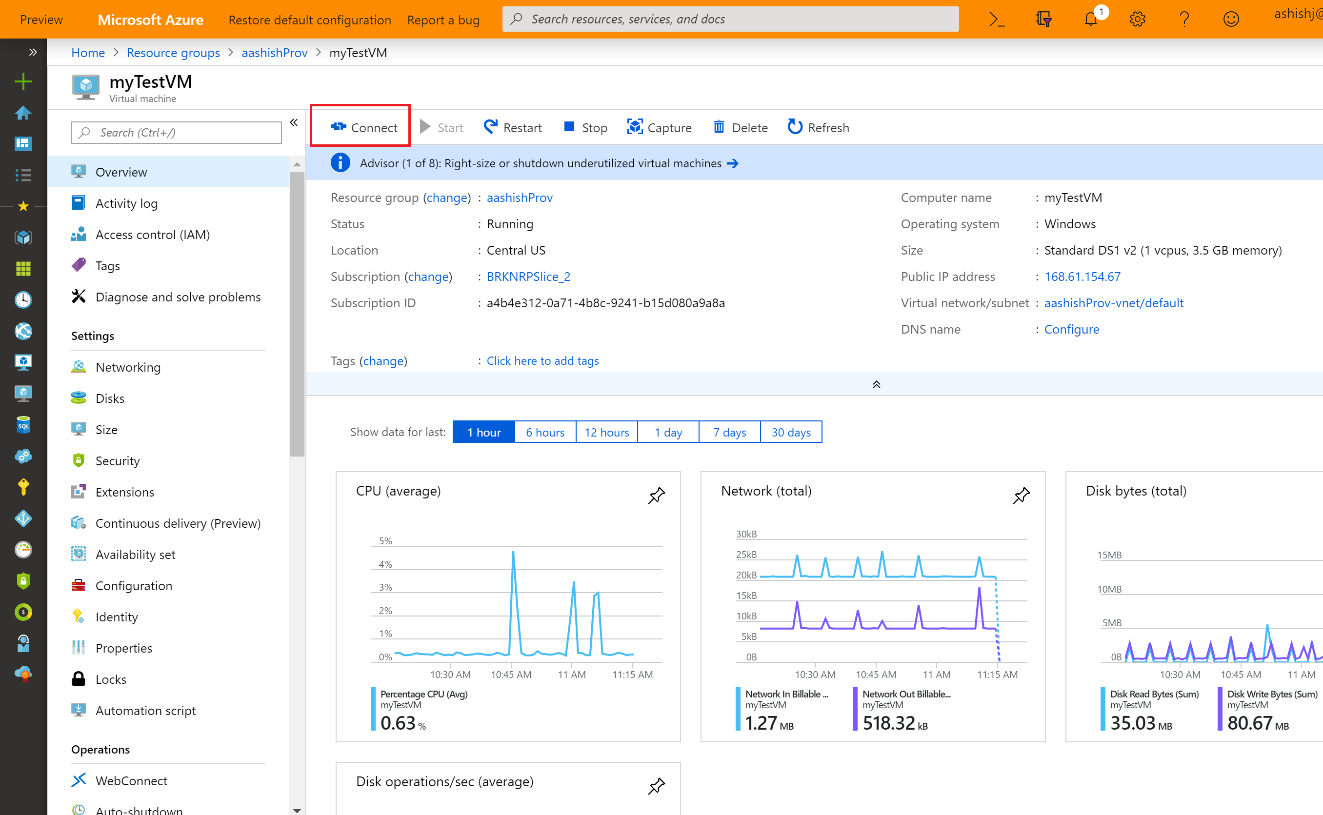 Preview Microsoft Azure Restore default configuration Report a bug Search resources, services, and docs 1 ashishj@
Home > Resource groups > aashishProv > myTestVM
myTestVM
Virtual machine
Search (Ctrl+/)
Overview
Activity log
Access control (IAM)
Tags
Diagnose and solve problems
Settings
Networking
Disks
Size
Security
Extensions
Continuous delivery (Preview)
Availability set
Configuration
Identity
Properties
Locks
Automation script
Operations
WebConnect
Auto-shutdown
SQL
Connect Start Restart Stop Capture Delete Refresh
Advisor (1 of 8): Right-size or shutdown underutilized virtual machines →
Resource group (change) : aashishProv
Status : Running
Location : Central US
Subscription (change) : BRKNRPSlice_2
Subscription ID : a4b4e312-0a71-4b8c-9241-b15d080a9a8a
Computer name : myTestVM
Operating system : Windows
Size : Standard DS1 v2 (1 vcpus, 3.5 GB memory)
Public IP address : 168.61.154.67
Virtual network/subnet : aashishProv-vnet/default
DNS name : Configure
Tags (change) : Click here to add tags
Show data for last: 1 hour 6 hours 12 hours 1 day 7 days 30 days
CPU (average)
5%
4%
3%
2%
1%
0%
10:30 AM 10:45 AM 11 AM 11:15 AM
Percentage CPU (Avg)
myTestVM
0.63 %
Network (total)
30kB
25kB
20kB
15kB
10kB
5kB
0B
10:30 AM 10:45 AM 11 AM 11:15 AM
Network In Billable ...
myTestVM
1.27 MB
Network Out Billable...
myTestVM
518.32 kB
Disk bytes (total)
15MB
10MB
5MB
0B
10:30 AM 10:45 AM 11 AM
Disk Read Bytes (Sum)
myTestVM
35.03 MB
Disk Write Bytes (Sum)
myTestVM
80.67 MB
Disk operations/sec (average)